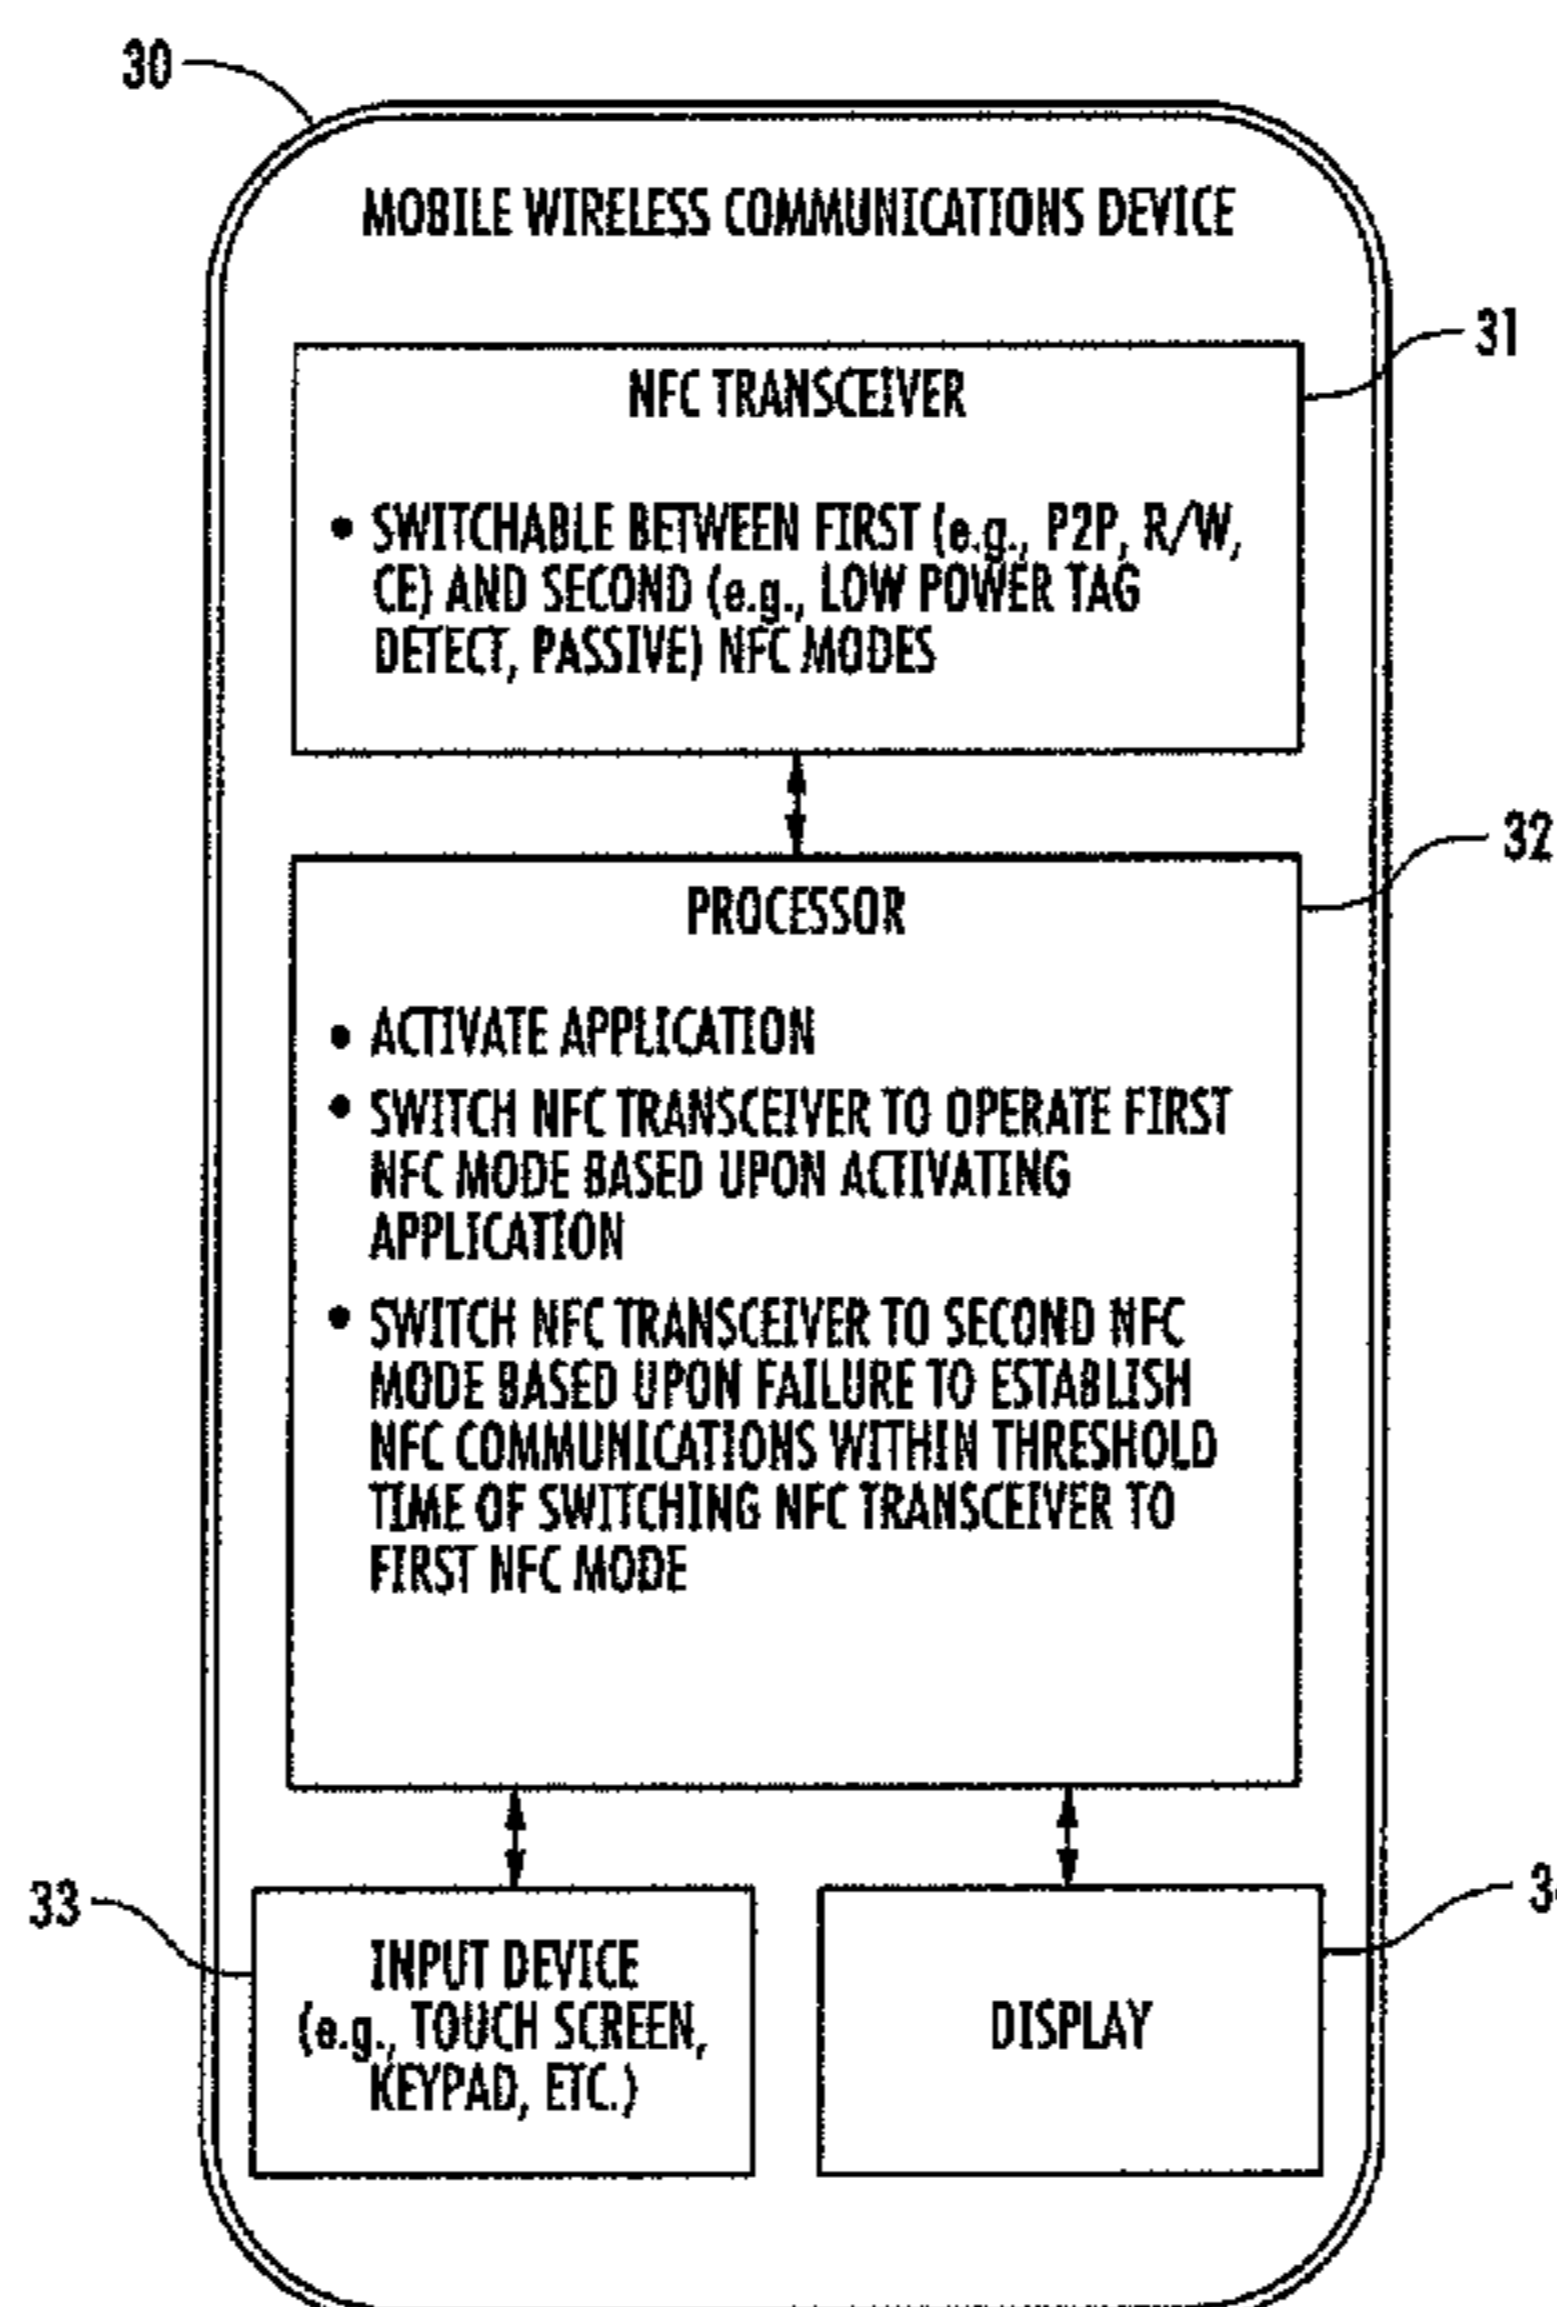 30
MOBILE WIRELESS COMMUNICATIONS DEVICE
31
NFC TRANSCEIVER
• SWITCHABLE BETWEEN FIRST (e.g., P2P, R/W,
CE) AND SECOND (e.g., LOW POWER TAG
DETECT, PASSIVE) NFC MODES
32
PROCESSOR
• ACTIVATE APPLICATION
• SWITCH NFC TRANSCEIVER TO OPERATE FIRST
NFC MODE BASED UPON ACTIVATING
APPLICATION
• SWITCH NFC TRANSCEIVER TO SECOND NFC
MODE BASED UPON FAILURE TO ESTABLISH
NFC COMMUNICATIONS WITHIN THRESHOLD
TIME OF SWITCHING NFC TRANSCEIVER TO
FIRST NFC MODE
33
INPUT DEVICE
(e.g., TOUCH SCREEN,
KEYPAD, ETC.)
DISPLAY